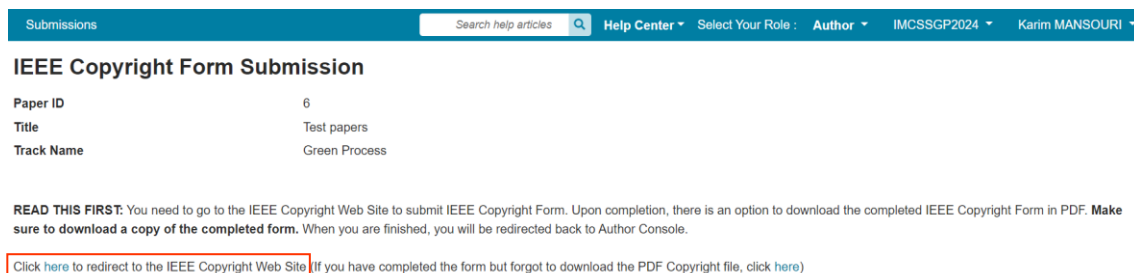 Submissions Search help articles Help Center Select Your Role : Author IMCSSGP2024 Karim MANSOURI
IEEE Copyright Form Submission
Paper ID 6
Title Test papers
Track Name Green Process
READ THIS FIRST: You need to go to the IEEE Copyright Web Site to submit IEEE Copyright Form. Upon completion, there is an option to download the completed IEEE Copyright Form in PDF. Make
sure to download a copy of the completed form. When you are finished, you will be redirected back to Author Console.
Click here to redirect to the IEEE Copyright Web Site (If you have completed the form but forgot to download the PDF Copyright file, click here)